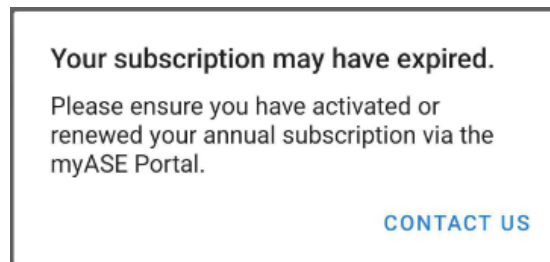 Your subscription may have expired.
Please ensure you have activated or
renewed your annual subscription via the
myASE Portal.
CONTACT US